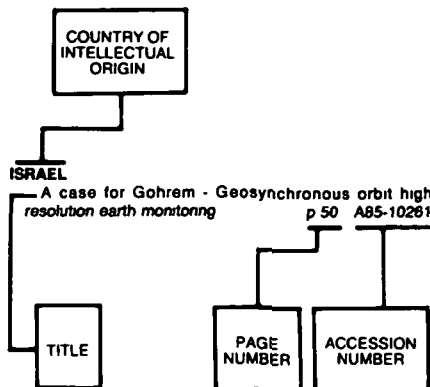 COUNTRY OF
INTELLECTUAL
ORIGIN
ISRAEL
A case for Gohrem - Geosynchronous orbit high
resolution earth monitoring p 50 A85-10261
TITLE
PAGE
NUMBER
ACCESSION
NUMBER